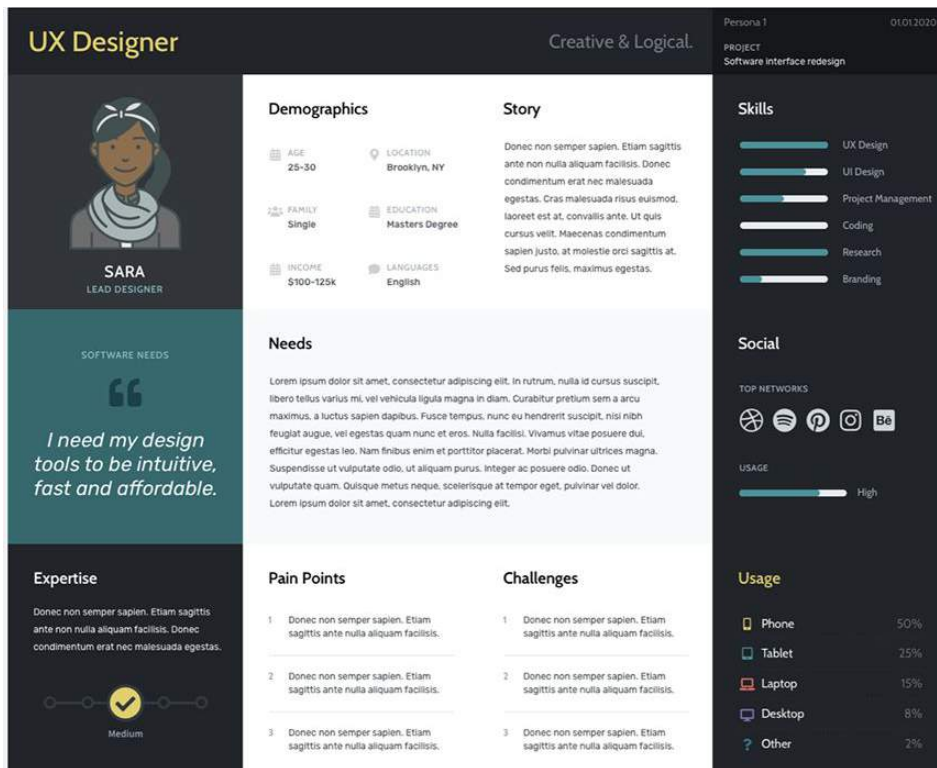 UX Designer
Creative & Logical.
Persona 1
01.01.2020
PROJECT
Software interface redesign
SARA
LEAD DESIGNER
Demographics
AGE
25-30
LOCATION
Brooklyn, NY
FAMILY
Single
EDUCATION
Masters Degree
INCOME
$100-125k
LANGUAGES
English
Story
Donec non semper sapien. Etiam sagittis
ante non nulla aliquam facilisis. Donec
condimentum erat nec malesuada
egestas. Cras malesuada risus euismod,
laoreet est at, convallis ante. Ut quis
cursus velit. Maecenas condimentum
sapien justo, at molestie orci sagittis at.
Sed purus felis, maximus egestas.
Skills
UX Design
UI Design
Project Management
Coding
Research
Branding
SOFTWARE NEEDS
“
I need my design
tools to be intuitive,
fast and affordable.
Needs
Lorem ipsum dolor sit amet, consectetur adipiscing elit. In rutrum, nulla id cursus suscipit,
libero tellus varius mi, vel vehicula ligula magna in diam. Curabitur pretium sem a arcu
maximus, a luctus sapien dapibus. Fusce tempus, nunc eu hendrerit suscipit, nisi nibh
feugiat augue, vel egestas quam nunc et eros. Nulla facilisi. Vivamus vitae posuere dui,
efficitur egestas leo. Nam finibus enim et porttitor placerat. Morbi pulvinar ultrices magna.
Suspendisse ut vulputate odio, ut aliquam purus. Integer ac posuere odio. Donec ut
vulputate quam. Quisque metus neque, scelerisque at tempor eget, pulvinar vel dolor.
Lorem ipsum dolor sit amet, consectetur adipiscing elit.
Social
TOP NETWORKS
Bē
USAGE
High
Expertise
Donec non semper sapien. Etiam sagittis
ante non nulla aliquam facilisis. Donec
condimentum erat nec malesuada egestas.
Medium
Pain Points
1 Donec non semper sapien. Etiam
sagittis ante nulla aliquam facilisis.
2 Donec non semper sapien. Etiam
sagittis ante nulla aliquam facilisis.
3 Donec non semper sapien. Etiam
sagittis ante nulla aliquam facilisis.
Challenges
1 Donec non semper sapien. Etiam
sagittis ante nulla aliquam facilisis.
2 Donec non semper sapien. Etiam
sagittis ante nulla aliquam facilisis.
3 Donec non semper sapien. Etiam
sagittis ante nulla aliquam facilisis.
Usage
Phone 50%
Tablet 25%
Laptop 15%
Desktop 8%
? Other 2%